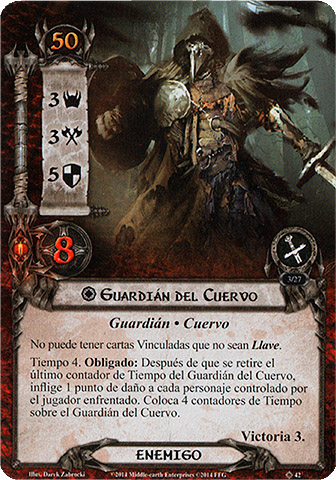 50
3
3
5
8
3/27
Guardián del Cuervo
Guardián • Cuervo
No puede tener cartas Vinculadas que no sean Llave.
Tiempo 4. Obligado: Después de que se retire el
último contador de Tiempo del Guardián del Cuervo,
inflige 1 punto de daño a cada personaje controlado por
el jugador enfrentado. Coloca 4 contadores de Tiempo
sobre el Guardián del Cuervo.
Victoria 3.
ENEMIGO
Illus. Darek Zabrocki ©2014 Middle-earth Enterprises ©2014 FFG 42